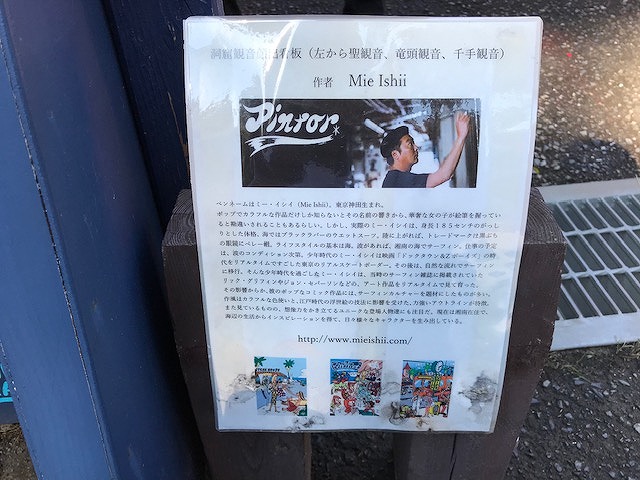 洞窟観音 看板（左から聖観音、竜頭観音、千手観音）
作者 Mie Ishii
Pintor
ペンネームはミー・イシイ（Mie Ishii）。東京神田生まれ。
ポップでカラフルな作品だけしか知らないとその名前の響きから、華奢な女の子が絵筆を握ってい
ると勘違いされることもあるらしい。しかし、実際のミー・イシイは、身長185センチのがっし
りとした体格。海ではブラックラバーのウエットスーツ。陸に上がれば、トレードマークは黒ぶち
の眼鏡にベレー帽。ライフスタイルの基本は海。波があれば、湘南の海でサーフィン。仕事の予定
は、波のコンディション次第。少年時代のミー・イシイは映画「ドックタウン＆Zボーイズ」の時
代をリアルタイムですごした東京のリアルスケートボーダー。その後は、自然な流れでサーフィン
に移行。そんな少年時代を過ごしたミー・イシイは、当時のサーフィン雑誌に掲載されていた
リック・グリフィンやジョン・セバーソンなどの、アート作品をリアルタイムで見て育った。
その影響からか、彼のポップなコミック作品には、サーフィンカルチャーを題材にしたものが多い。
作風はカラフルな色使いと、江戸時代の浮世絵の技法に影響を受けた、力強いアウトラインが特徴。
また見ているものの、想像力をかき立てるユニークな登場人物達にも注目だ。現在は湘南在住で、
海辺の生活からインスピレーションを得て、日々様々なキャラクターを生み出している。
http://www.mieishii.com/